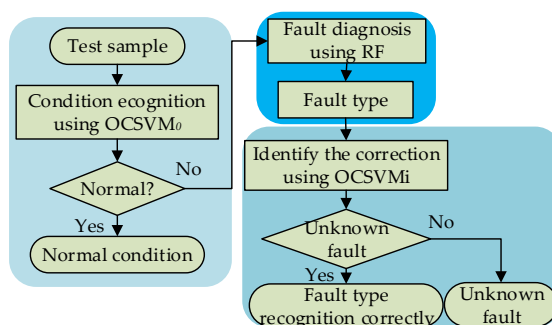 Test sample
Condition ecognition
using OCSVM0
Normal?
No
Yes
Normal condition
Fault diagnosis
using RF
Fault type
Identify the correction
using OCSVMi
Unknown
fault
No
Yes
Fault type
recognition correctly
Unknown
fault